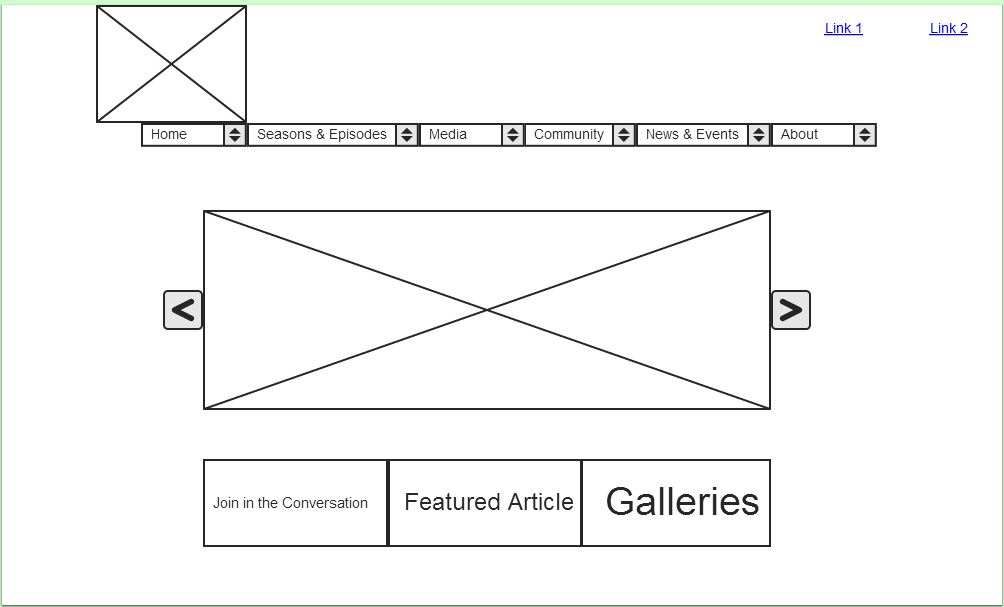 Link 1 Link 2
Home Seasons & Episodes Media Community News & Events About
< >
Join in the Conversation Featured Article Galleries